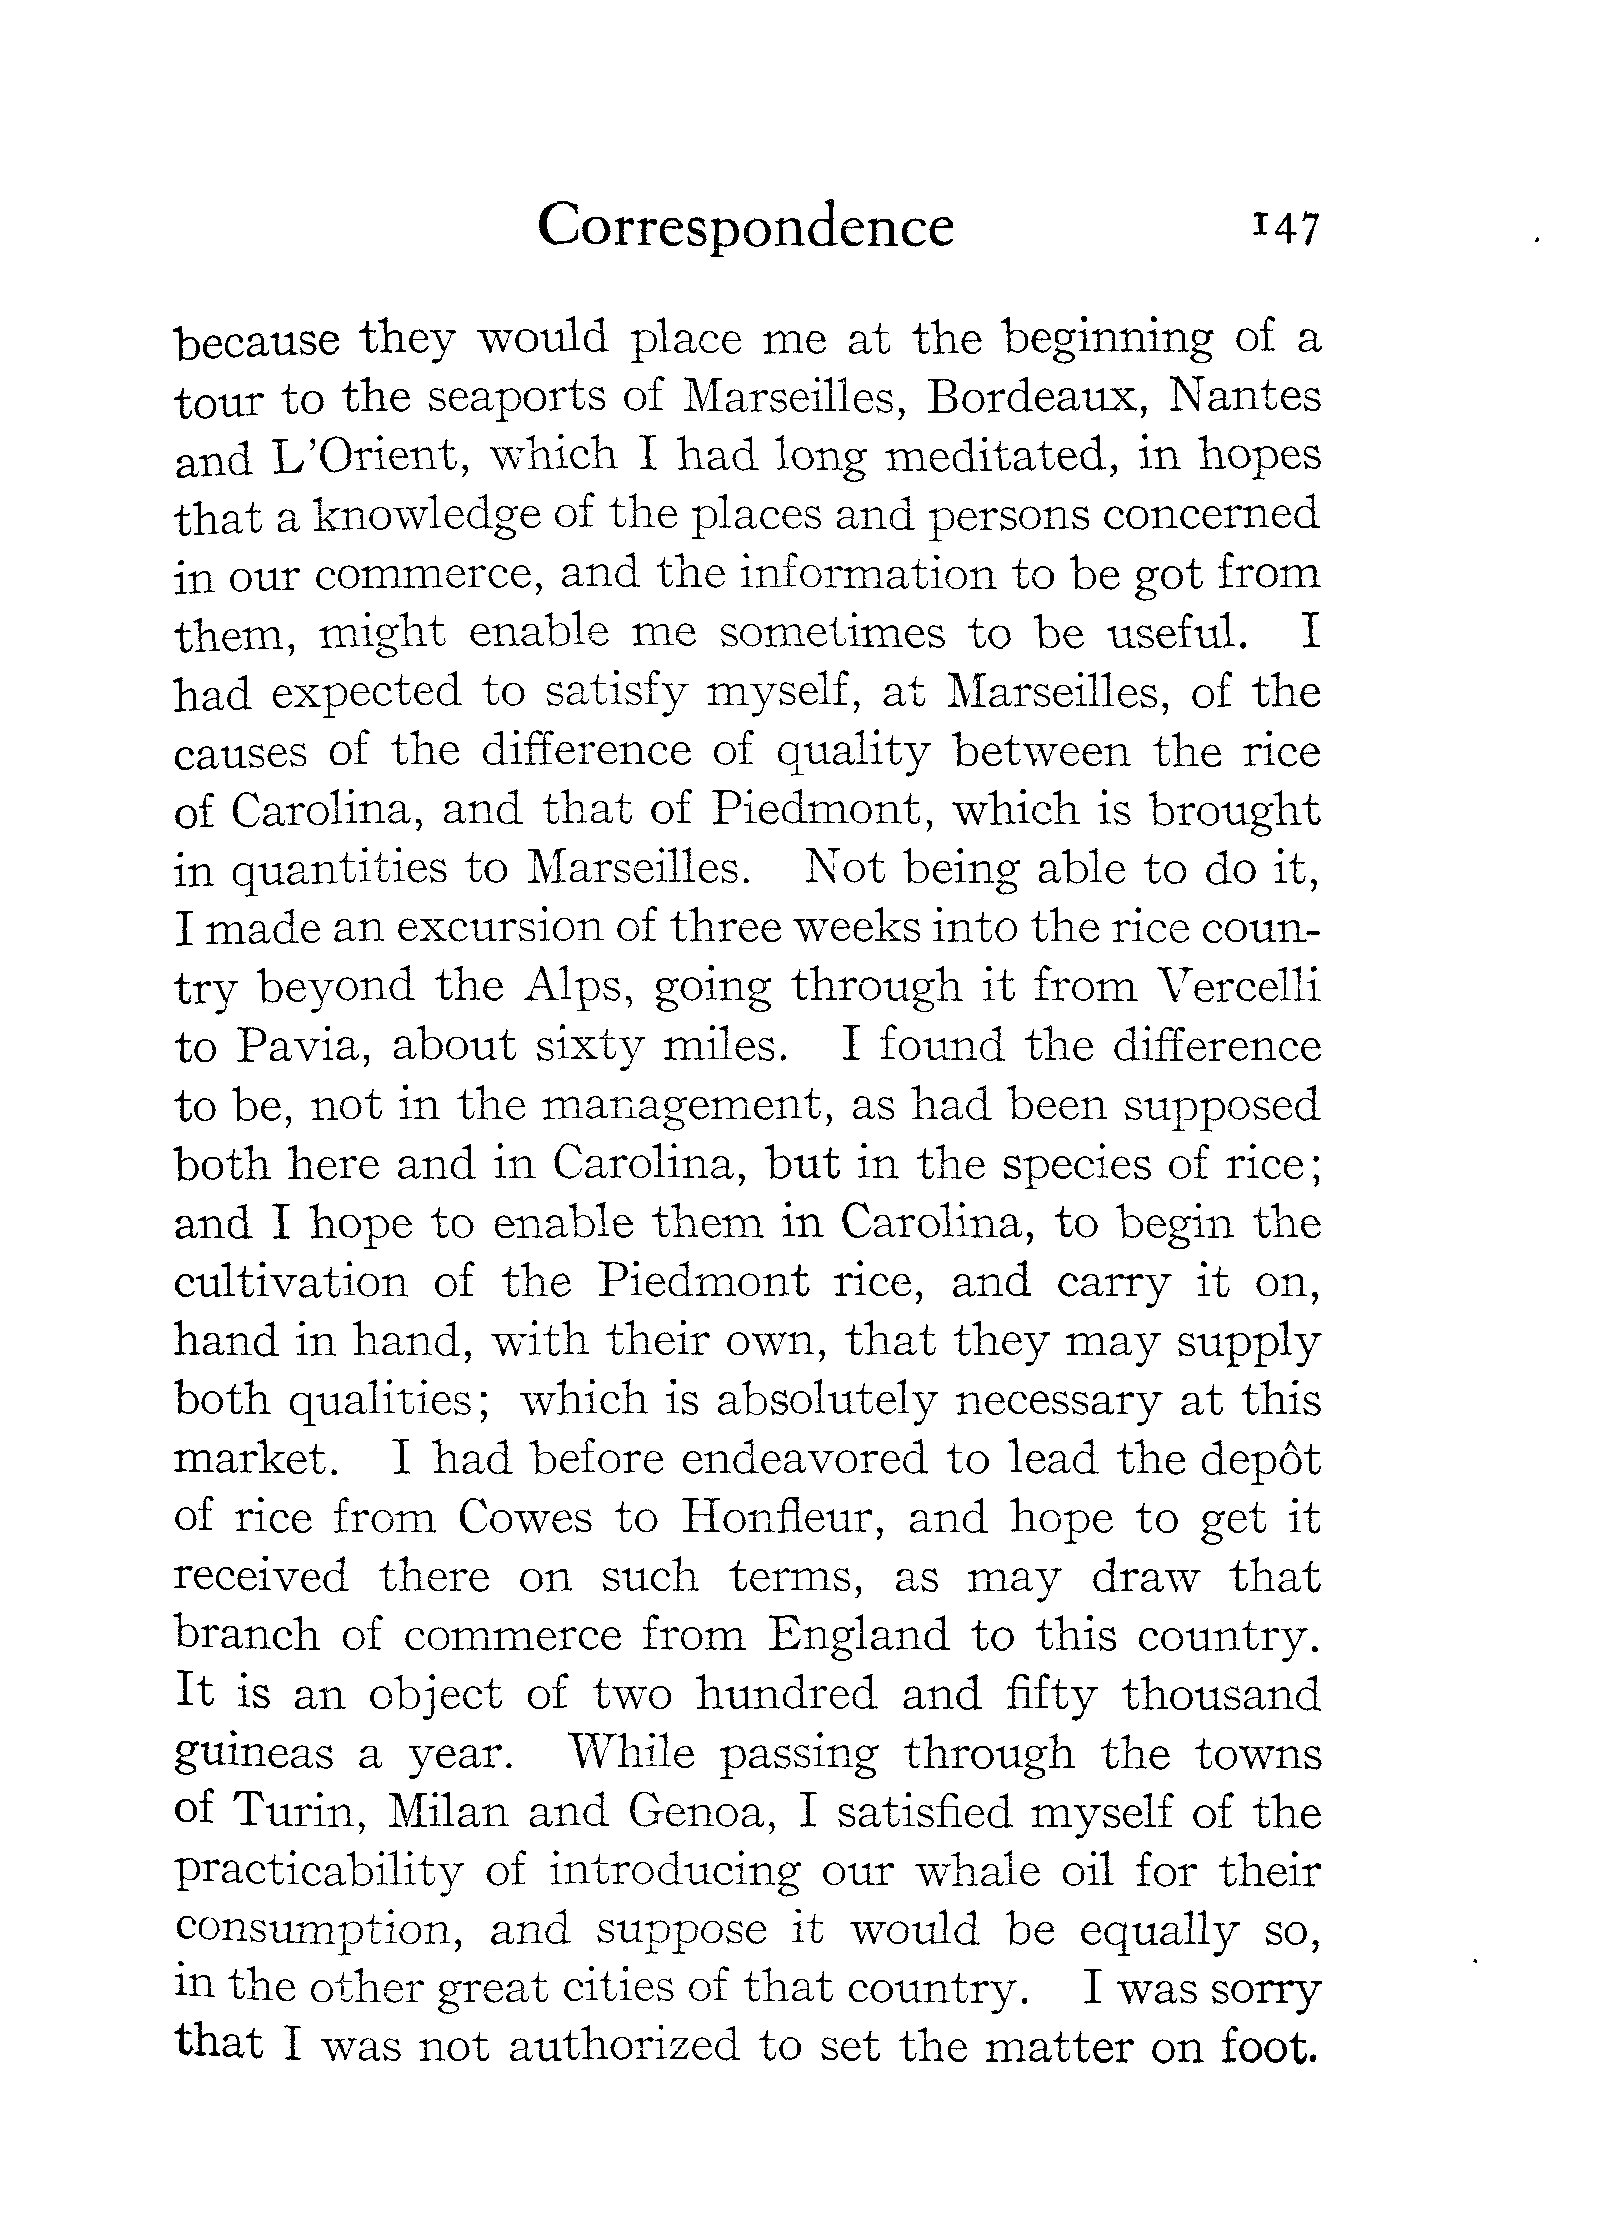 Correspondence 147
because they would place me at the beginning of a
tour to the seaports of Marseilles, Bordeaux, Nantes
and L'Orient, which I had long meditated, in hopes
that a knowledge of the places and persons concerned
in our commerce, and the information to be got from
them, might enable me sometimes to be useful. I
had expected to satisfy myself, at Marseilles, of the
causes of the difference of quality between the rice
of Carolina, and that of Piedmont, which is brought
in quantities to Marseilles. Not being able to do it,
I made an excursion of three weeks into the rice coun-
try beyond the Alps, going through it from Vercelli
to Pavia, about sixty miles. I found the difference
to be, not in the management, as had been supposed
both here and in Carolina, but in the species of rice;
and I hope to enable them in Carolina, to begin the
cultivation of the Piedmont rice, and carry it on,
hand in hand, with their own, that they may supply
both qualities; which is absolutely necessary at this
market. I had before endeavored to lead the depôt
of rice from Cowes to Honfleur, and hope to get it
received there on such terms, as may draw that
branch of commerce from England to this country.
It is an object of two hundred and fifty thousand
guineas a year. While passing through the towns
of Turin, Milan and Genoa, I satisfied myself of the
practicability of introducing our whale oil for their
consumption, and suppose it would be equally so,
in the other great cities of that country. I was sorry
that I was not authorized to set the matter on foot.